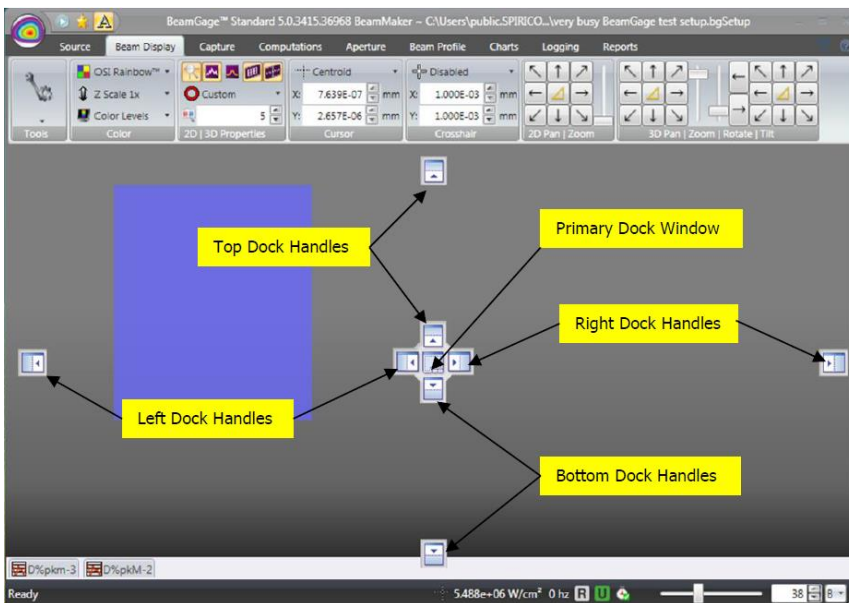 BeamGage™ Standard 5.0.3415.36968 BeamMaker – C:\Users\public.SPIRICO...\very busy BeamGage test setup.bgSetup
Source Beam Display Capture Computations Aperture Beam Profile Charts Logging Reports
OSI Rainbow™ Centroid Disabled
Z Scale 1x Custom X: 7.639E-07 mm X: 1.000E-03 mm
Color Levels 5 Y: 2.657E-06 mm Y: 1.000E-03 mm
Tools Color 2D | 3D Properties Cursor Crosshair 2D Pan | Zoom 3D Pan | Zoom | Rotate | Tilt
Primary Dock Window
Top Dock Handles
Right Dock Handles
Left Dock Handles
Bottom Dock Handles
D%pkm-3 D%pkM-2
Ready 5.488e+06 W/cm² 0 hz R U 38 8